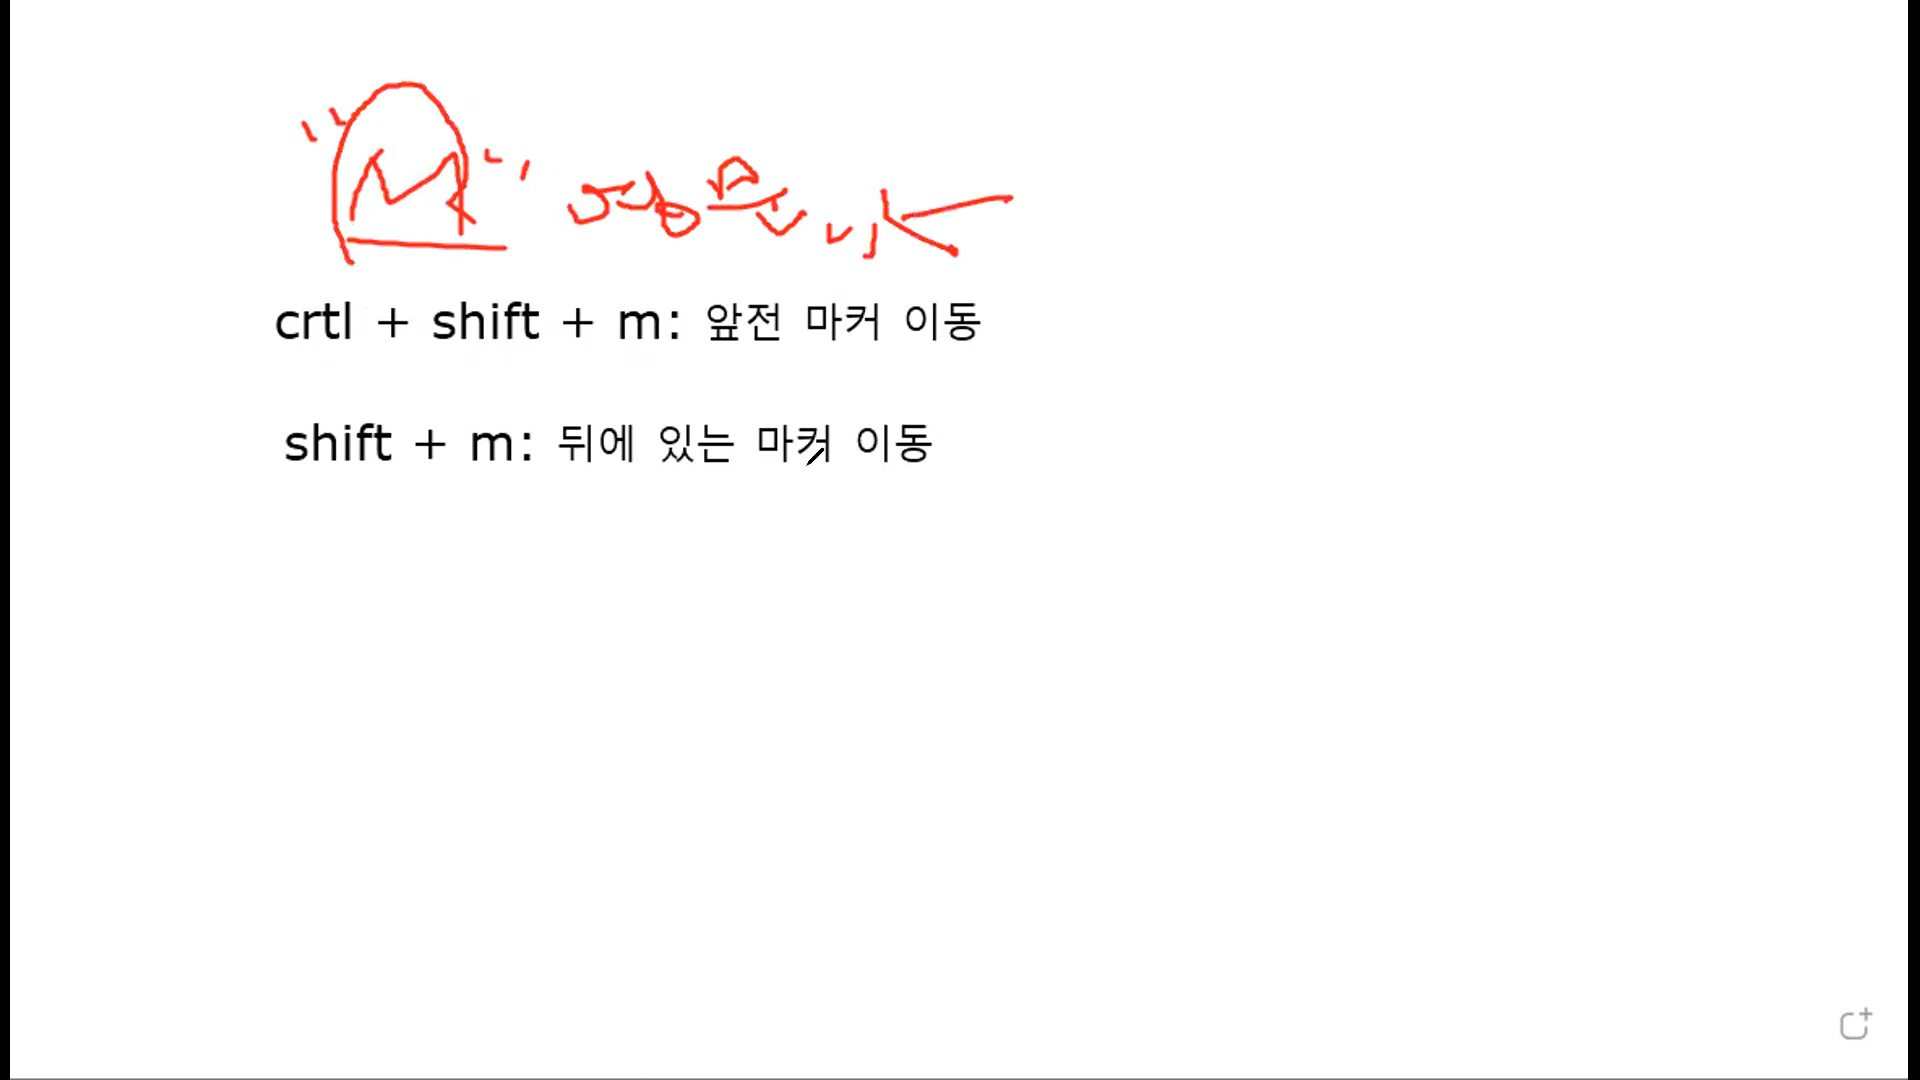 M
crtl + shift + m: 앞전 마커 이동
shift + m: 뒤에 있는 마커 이동